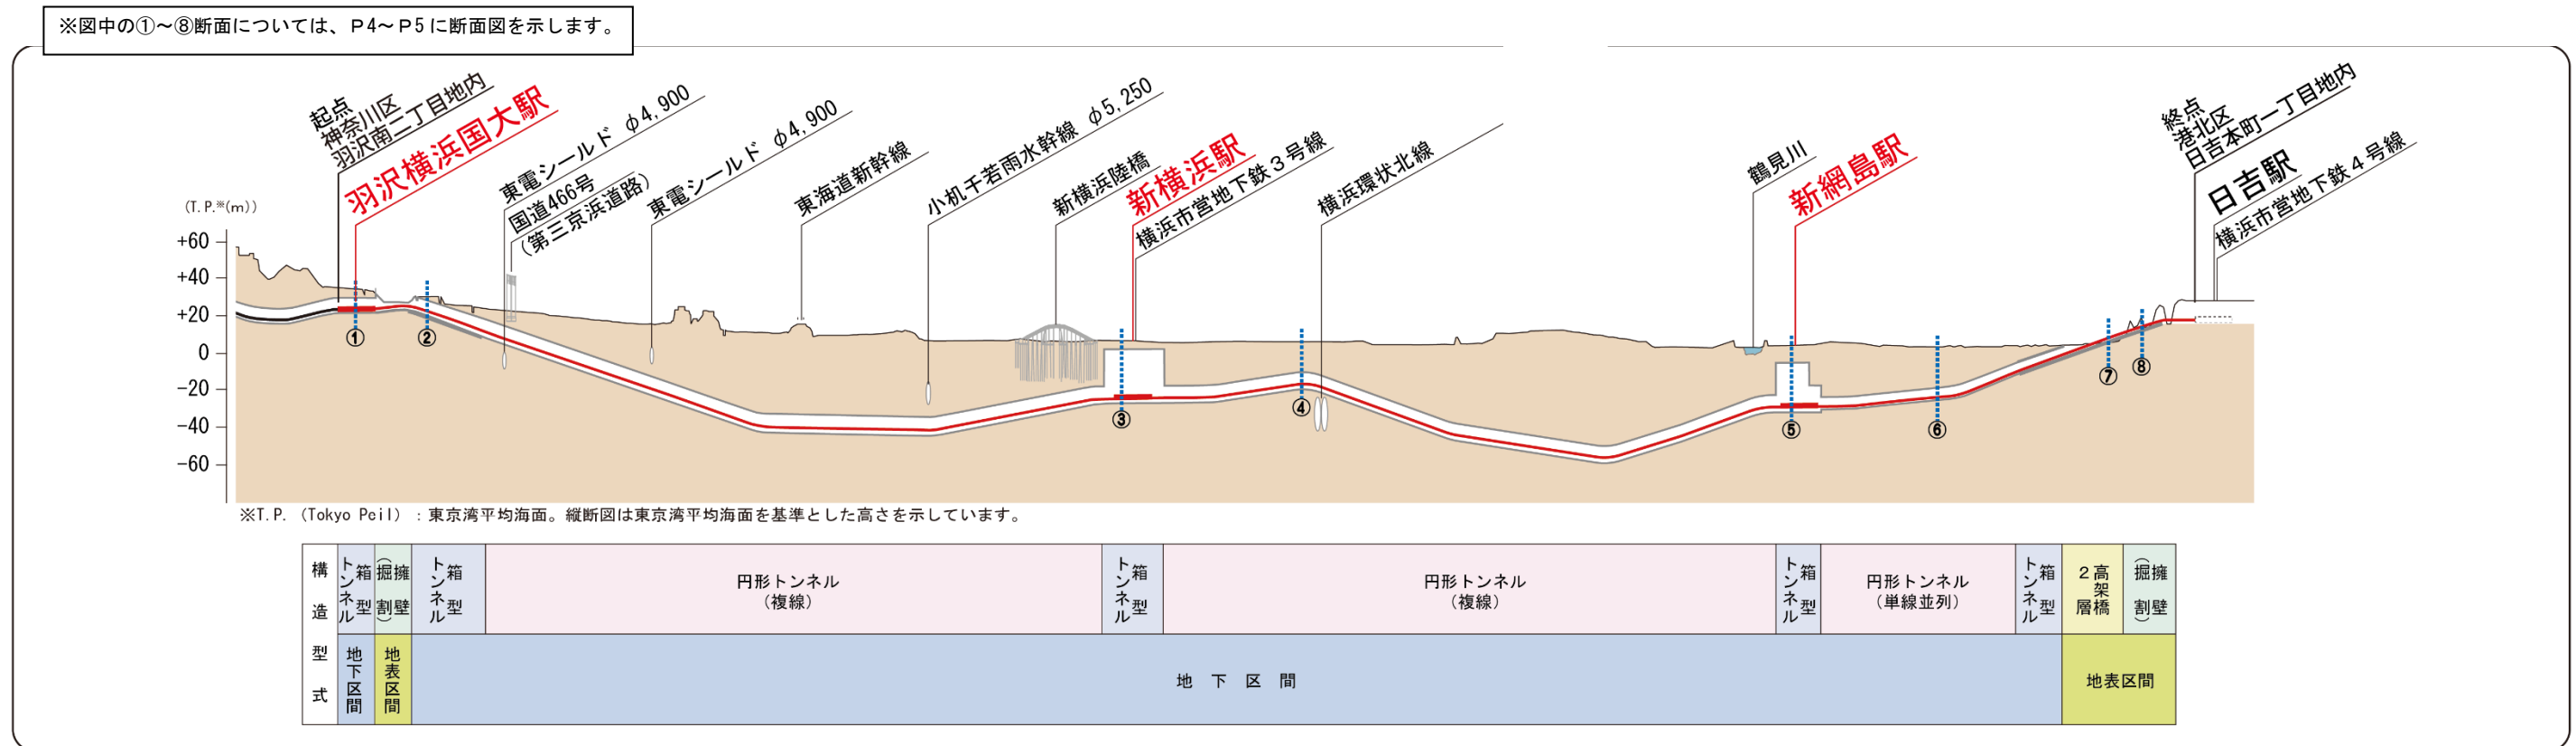 ※図中の①～⑧断面については、P4～P5に断面図を示します。
起点
神奈川区
羽沢南二丁目地内
羽沢横浜国大駅
東電シールド φ4,900
国道466号
(第三京浜道路)
東電シールド φ4,900
東海道新幹線
小机千若雨水幹線 φ5,250
新横浜陸橋
新横浜駅
横浜市営地下鉄3号線
横浜環状北線
鶴見川
新網島駅
終点
港北区
日吉本町一丁目地内
日吉駅
横浜市営地下鉄4号線
(T.P.※(m))
+60
+40
+20
0
-20
-40
-60
①
②
③
④
⑤
⑥
⑦
⑧
※T.P. (Tokyo Peil) : 東京湾平均海面。縦断図は東京湾平均海面を基準とした高さを示しています。
構造型式
箱型トンネル
擁壁(掘割)
箱型トンネル
円形トンネル
(複線)
箱型トンネル
円形トンネル
(複線)
箱型トンネル
円形トンネル
(単線並列)
箱型トンネル
高架橋2層
擁壁(掘割)
地下区間
地表区間
地下区間
地表区間